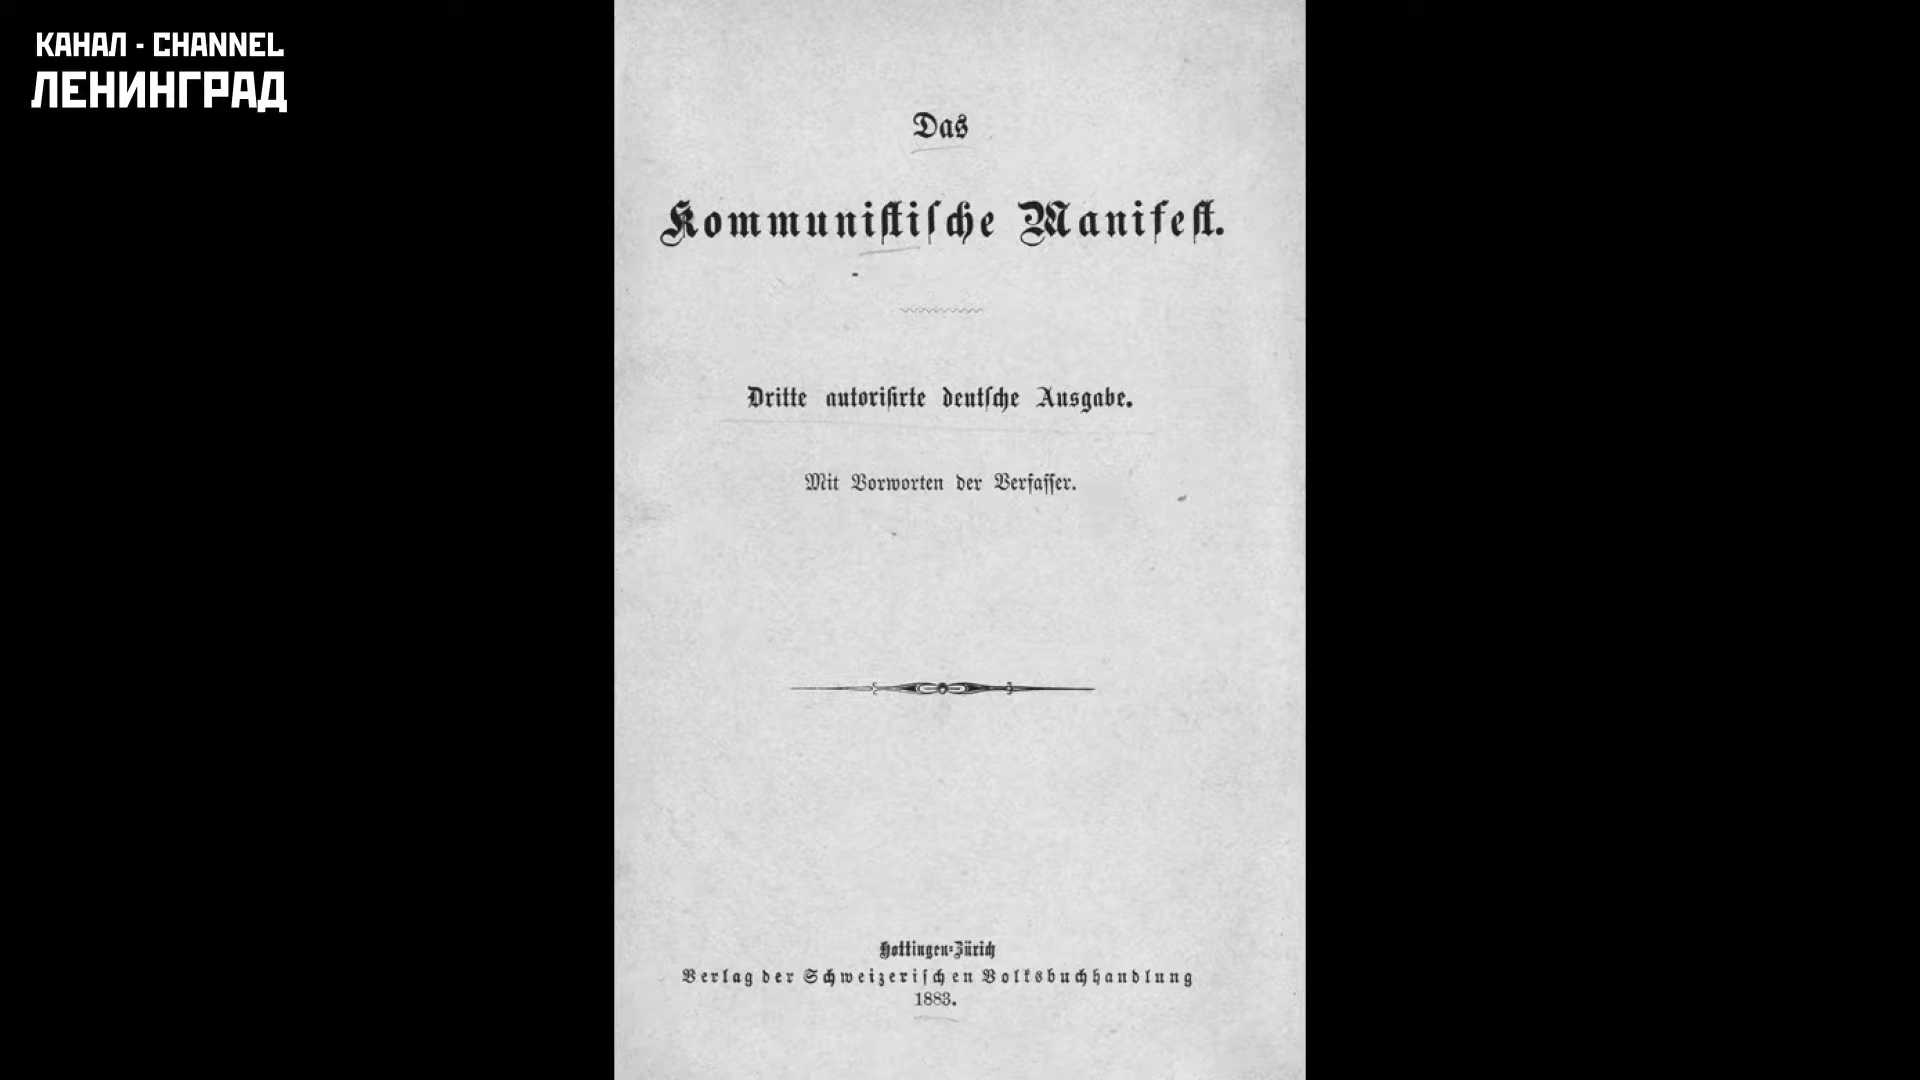 КАНАЛ - CHANNEL
ЛЕНИНГРАД
Das
Kommunistische Manifest.
Dritte autorisirte deutsche Ausgabe.
Mit Vorworten der Verfasser.
Hottingen-Zürich
Verlag der Schweizerischen Volksbuchhandlung
1883.